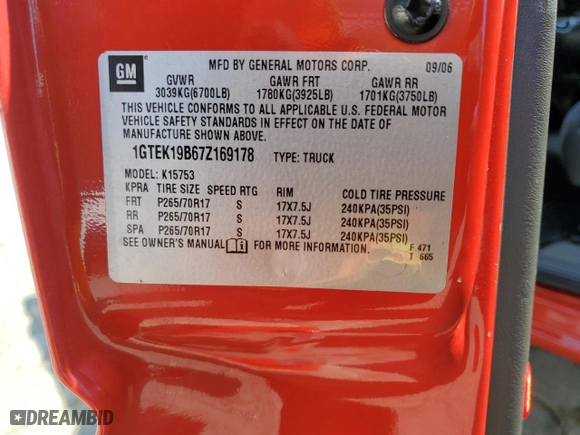 GM
MFD BY GENERAL MOTORS CORP. 09/06
GVWR GAWR FRT GAWR RR
3039KG(6700LB) 1780KG(3925LB) 1701KG(3750LB)
THIS VEHICLE CONFORMS TO ALL APPLICABLE U.S. FEDERAL MOTOR
VEHICLE SAFETY STANDARDS IN EFFECT ON THE DATE OF
MANUFACTURE SHOWN ABOVE.
1GTEK19B67Z169178 TYPE: TRUCK
MODEL: K15753
KPRA TIRE SIZE SPEED RTG RIM COLD TIRE PRESSURE
FRT P265/70R17 S 17X7.5J 240KPA(35PSI)
RR P265/70R17 S 17X7.5J 240KPA(35PSI)
SPA P265/70R17 S 17X7.5J 240KPA(35PSI)
SEE OWNER'S MANUAL FOR MORE INFORMATION.
F 471
T 665
DREAMBID